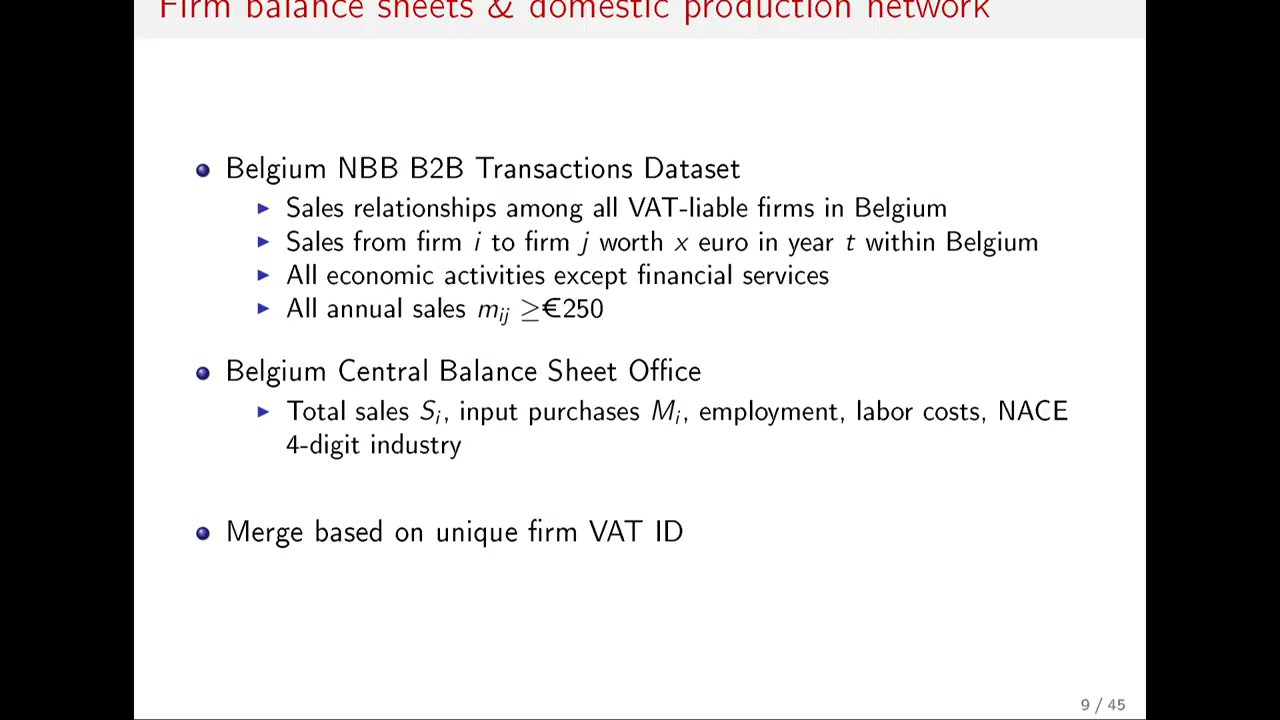 Firm balance sheets & domestic production network
Belgium NBB B2B Transactions Dataset
Sales relationships among all VAT-liable firms in Belgium
Sales from firm i to firm j worth x euro in year t within Belgium
All economic activities except financial services
All annual sales m_ij ≥€250
Belgium Central Balance Sheet Office
Total sales S_i, input purchases M_i, employment, labor costs, NACE
4-digit industry
Merge based on unique firm VAT ID
9 / 45